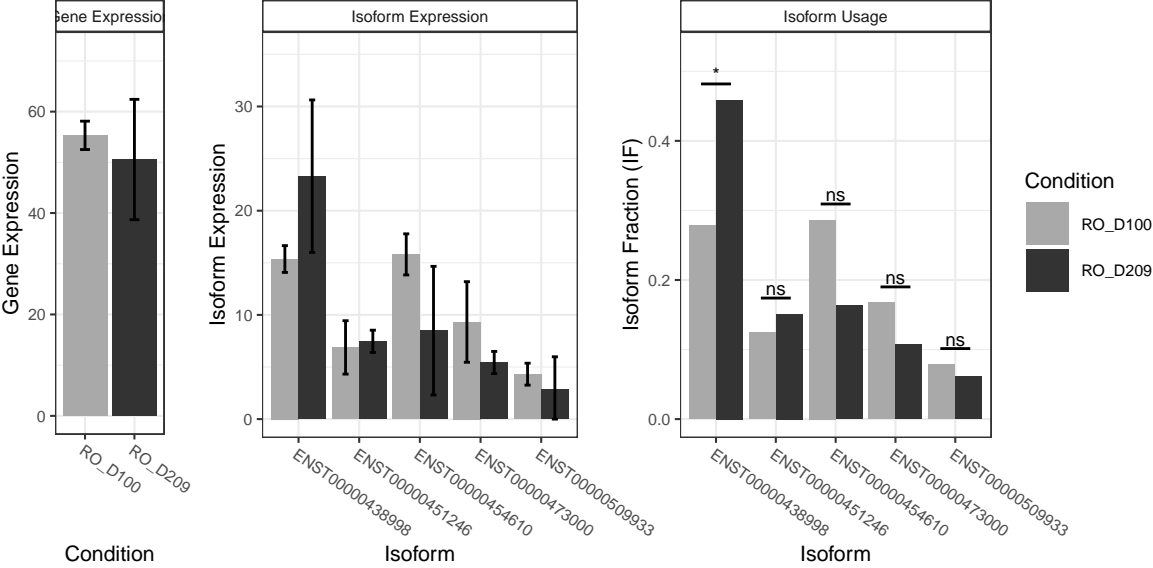 Gene Expression
Isoform Expression
Isoform Usage
Gene Expression
60
40
20
0
RO_D100
RO_D209
Condition
Isoform Expression
30
20
10
0
ENST00000438998
ENST00000451246
ENST00000454610
ENST00000473000
ENST00000509933
Isoform
Isoform Fraction (IF)
0.4
0.2
0.0
*
ns
ns
ns
ns
ENST00000438998
ENST00000451246
ENST00000454610
ENST00000473000
ENST00000509933
Isoform
Condition
RO_D100
RO_D209